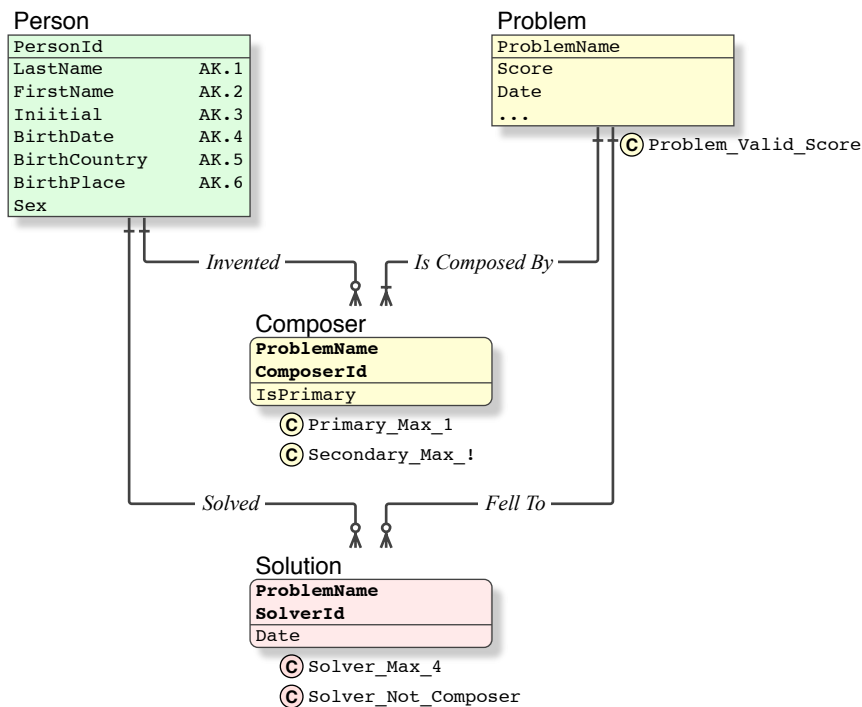 Person
PersonId
LastName AK.1
FirstName AK.2
Iniitial AK.3
BirthDate AK.4
BirthCountry AK.5
BirthPlace AK.6
Sex
Problem
ProblemName
Score
Date
...
C Problem_Valid_Score
Invented
Is Composed By
Composer
ProblemName
ComposerId
IsPrimary
C Primary_Max_1
C Secondary_Max_!
Solved
Fell To
Solution
ProblemName
SolverId
Date
C Solver_Max_4
C Solver_Not_Composer